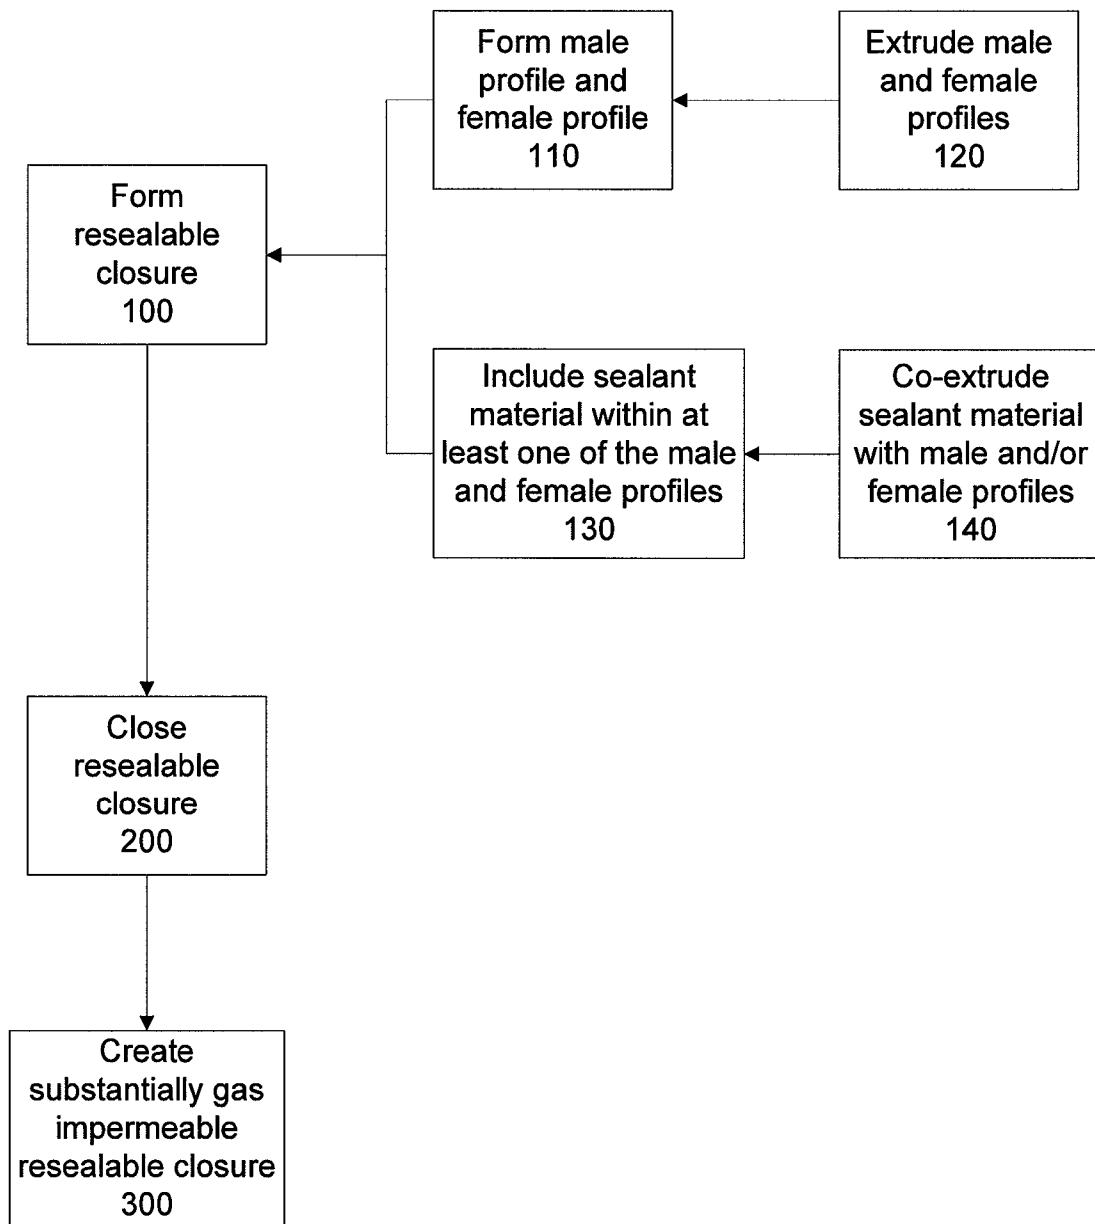 Form male
profile and
female profile
110
Extrude male
and female
profiles
120
Form
resealable
closure
100
Include sealant
material within at
least one of the male
and female profiles
130
Co-extrude
sealant material
with male and/or
female profiles
140
Close
resealable
closure
200
Create
substantially gas
impermeable
resealable closure
300